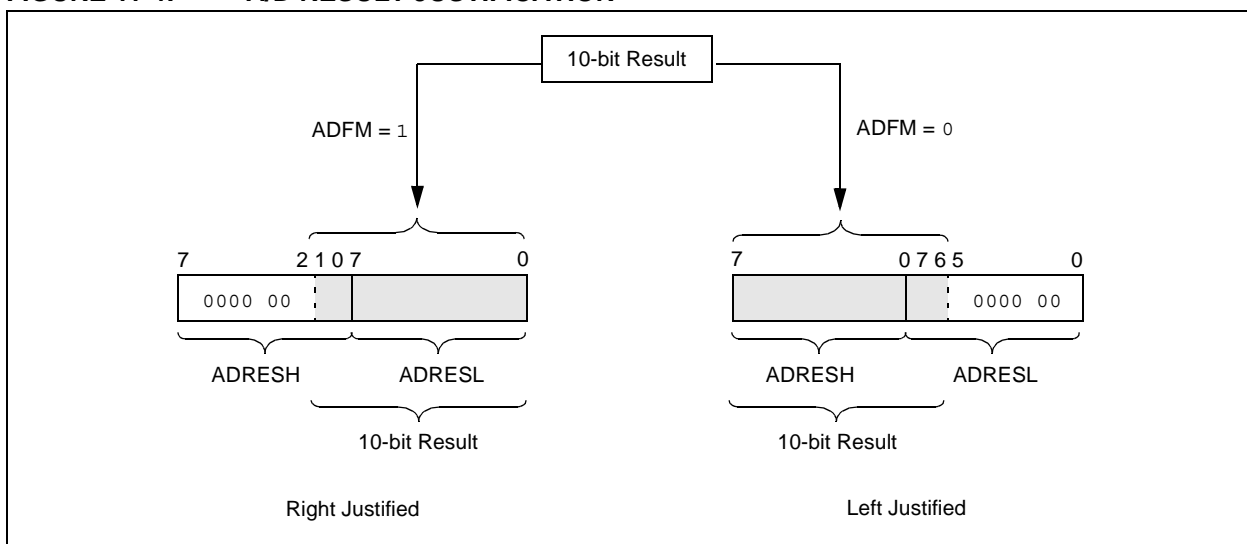 10-bit Result
ADFM = 1
ADFM = 0
7 2 1 0 7 0
7 0 7 6 5 0
0000 00
0000 00
ADRESH ADRESL
ADRESH ADRESL
10-bit Result
10-bit Result
Right Justified
Left Justified